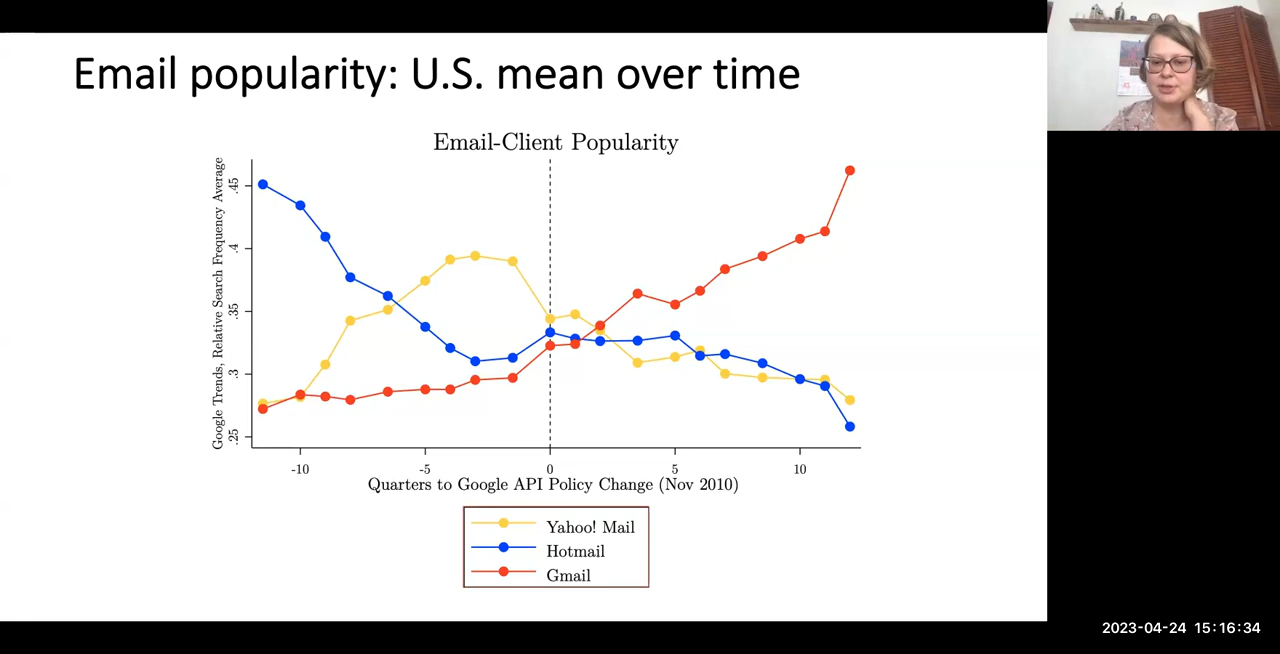 Email popularity: U.S. mean over time
Email-Client Popularity
Google Trends, Relative Search Frequency Average
.45
.4
.35
.3
.25
-10 -5 0 5 10
Quarters to Google API Policy Change (Nov 2010)
Yahoo! Mail
Hotmail
Gmail
2023-04-24 15:16:34